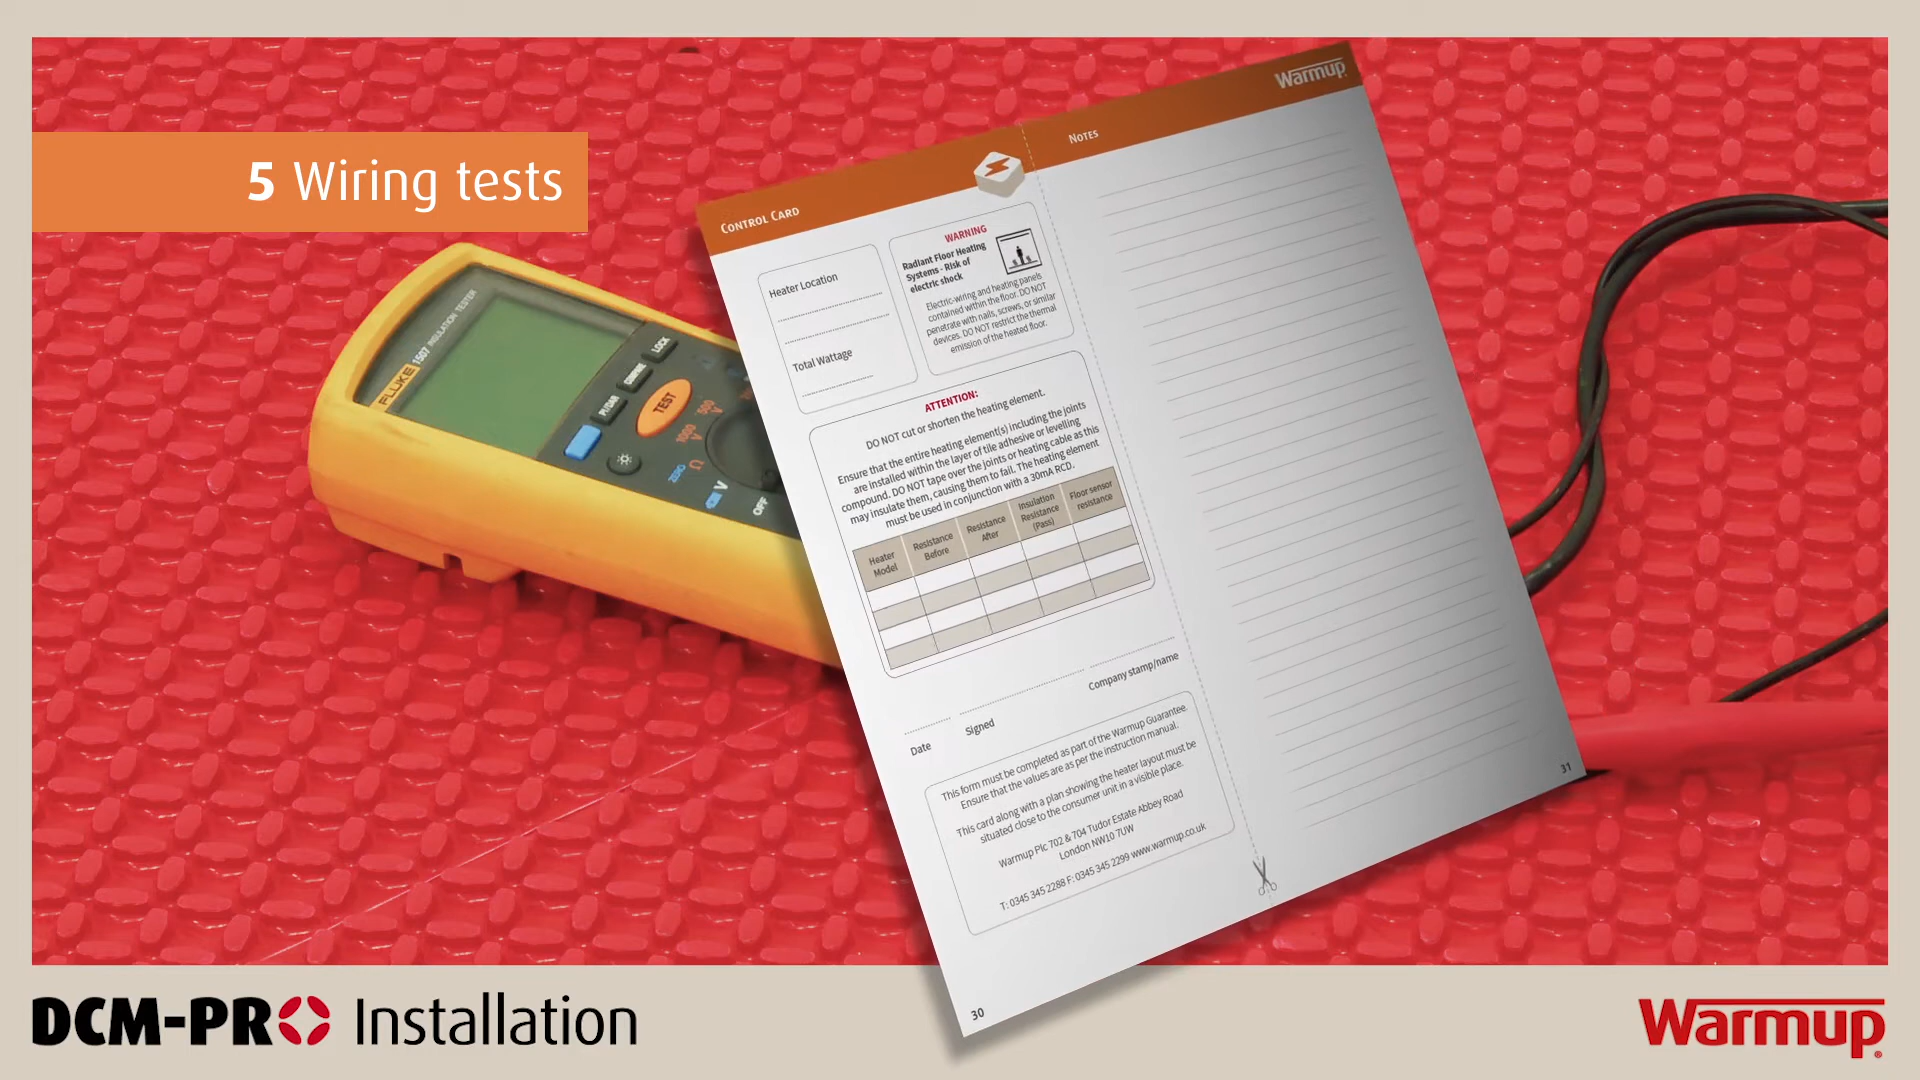 5 Wiring tests
Warmup
NOTES
CONTROL CARD
Heater Location
Total Wattage
WARNING
Radiant Floor Heating
Systems - Risk of
electric shock
Electric-wiring and heating panels
contained within the floor. DO NOT
penetrate with nails, screws, or similar
devices. DO NOT restrict the thermal
emission of the heated floor.
ATTENTION:
DO NOT cut or shorten the heating element.
Ensure that the entire heating element(s) including the joints
are installed within the layer of tile adhesive or levelling
compound. DO NOT tape over the joints or heating cable as this
may insulate them, causing them to fail. The heating element
must be used in conjunction with a 30mA RCD.
Heater
Model
Resistance
Before
Resistance
After
Insulation
Resistance
(Pass)
Floor sensor
resistance
Date
Signed
Company stamp/name
This form must be completed as part of the Warmup Guarantee.
Ensure that the values are as per the instruction manual.
This card along with a plan showing the heater layout must be
situated close to the consumer unit in a visible place.
Warmup Plc 702 & 704 Tudor Estate Abbey Road
London NW10 7UW
T: 0345 345 2288 F: 0345 345 2299 www.warmup.co.uk
30
31
FLUKE 1507 INSULATION TESTER
LOCK
COMPARE
PI/DAR
TEST
500
V
1000
V
Ω
ZERO
V
OFF
DCM-PRO Installation
Warmup